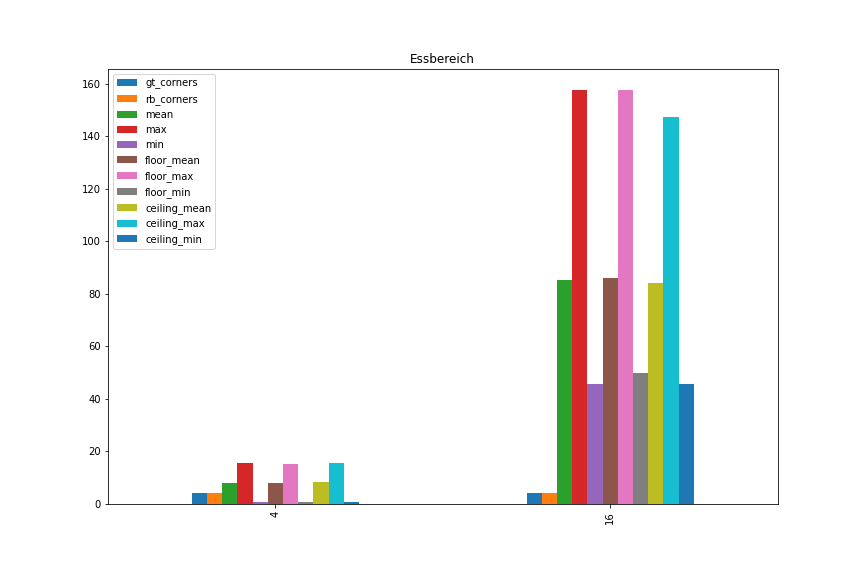 Essbereich
160
140
120
100
80
60
40
20
0
gt_corners
rb_corners
mean
max
min
floor_mean
floor_max
floor_min
ceiling_mean
ceiling_max
ceiling_min
4
16